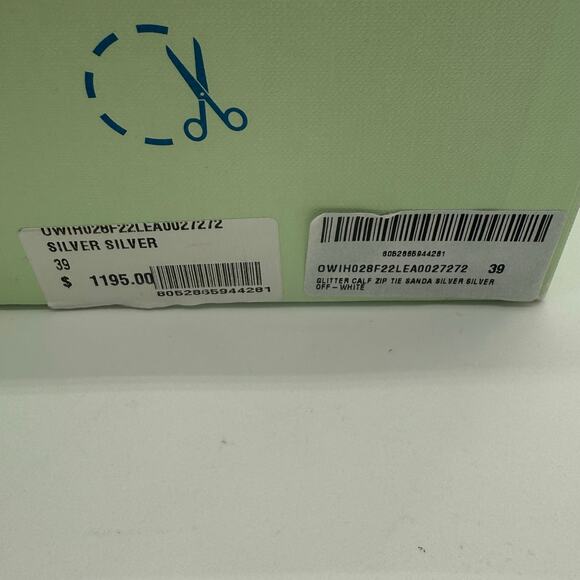 OWIH028F22LEA0027272
SILVER SILVER
39
$ 1195.00
8052865944281
8052865944281
OWIH028F22LEA0027272 39
GLITTER CALF ZIP TIE SANDA SILVER SILVER
OFF-WHITE